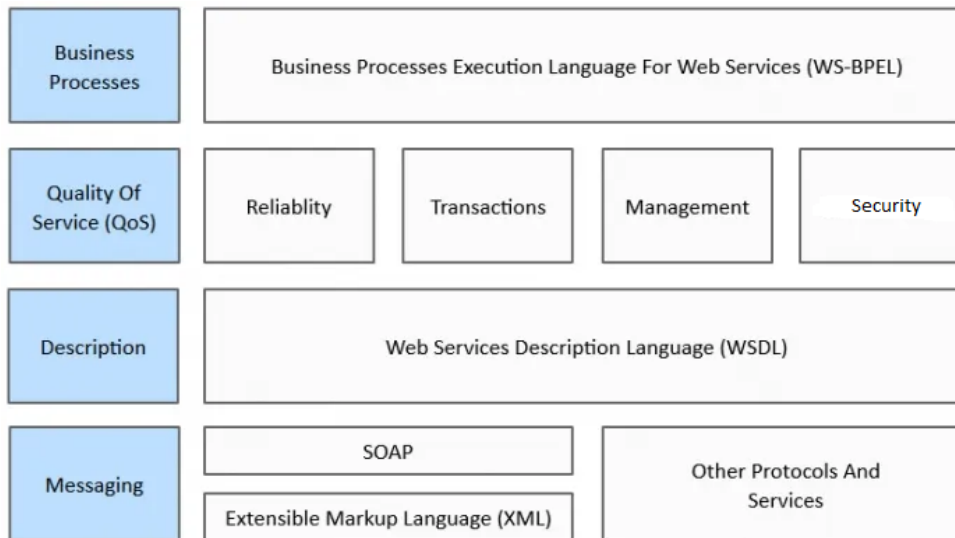 Business
Processes
Business Processes Execution Language For Web Services (WS-BPEL)
Quality Of
Service (QoS)
Reliablity
Transactions
Management
Security
Description
Web Services Description Language (WSDL)
Messaging
SOAP
Extensible Markup Language (XML)
Other Protocols And
Services